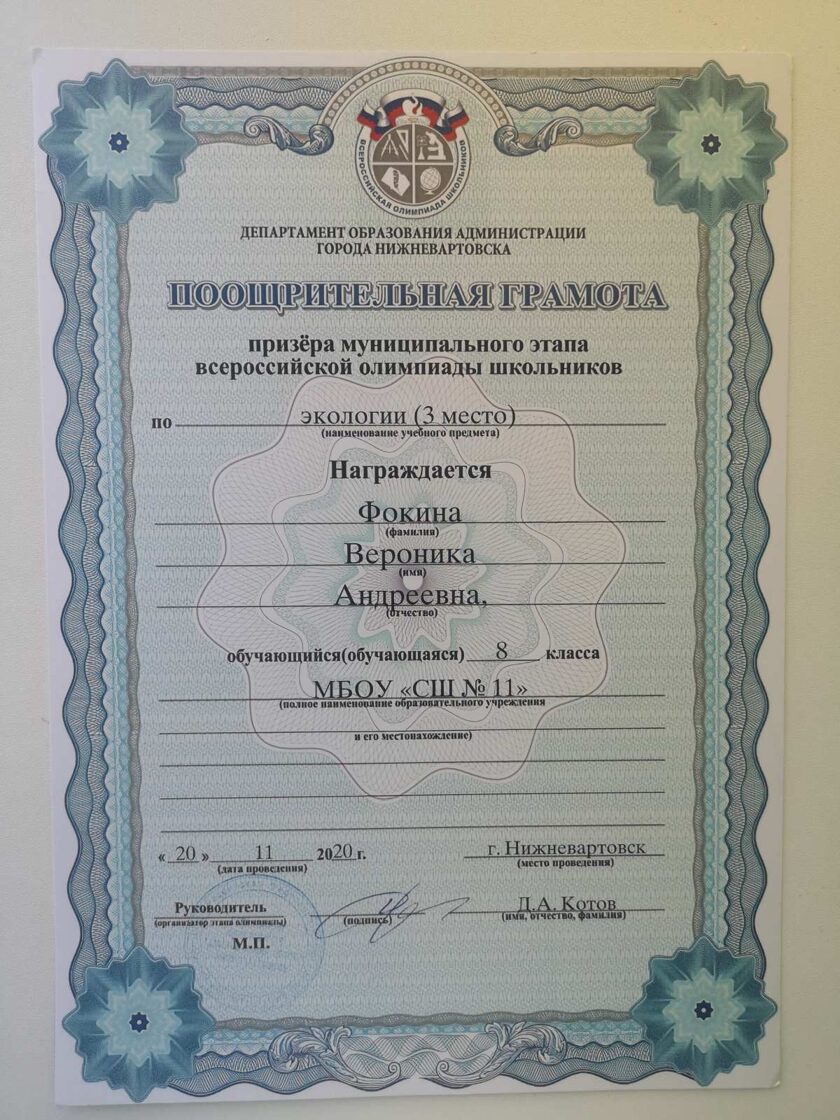 ВСЕРОССИЙСКАЯ ОЛИМПИАДА ШКОЛЬНИКОВ
ДЕПАРТАМЕНТ ОБРАЗОВАНИЯ АДМИНИСТРАЦИИ
ГОРОДА НИЖНЕВАРТОВСКА
ПООЩРИТЕЛЬНАЯ ГРАМОТА
призёра муниципального этапа
всероссийской олимпиады школьников
по экологии (3 место)
(наименование учебного предмета)
Награждается
Фокина
(фамилия)
Вероника
(имя)
Андреевна,
(отчество)
обучающийся(обучающаяся) 8 класса
МБОУ «СШ № 11»
(полное наименование образовательного учреждения
и его местонахождение)
« 20 » 11 2020 г. г. Нижневартовск
(дата проведения) (место проведения)
Руководитель Д.А. Котов
(организатор этапа олимпиады) (подпись) (имя, отчество, фамилия)
М.П.